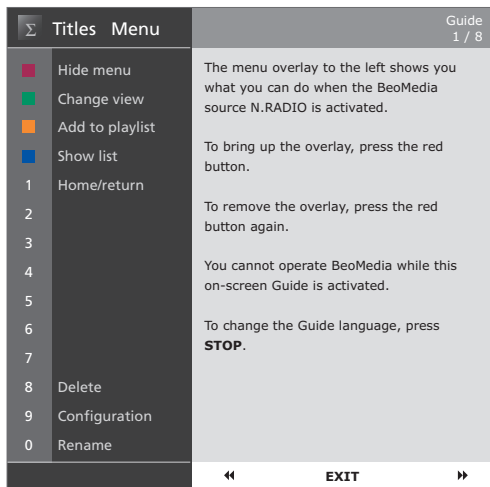 Σ Titles Menu
Hide menu
Change view
Add to playlist
Show list
1 Home/return
2
3
4
5
6
7
8 Delete
9 Configuration
0 Rename
Guide
1 / 8
The menu overlay to the left shows you
what you can do when the BeoMedia
source N.RADIO is activated.
To bring up the overlay, press the red
button.
To remove the overlay, press the red
button again.
You cannot operate BeoMedia while this
on-screen Guide is activated.
To change the Guide language, press
STOP.
EXIT